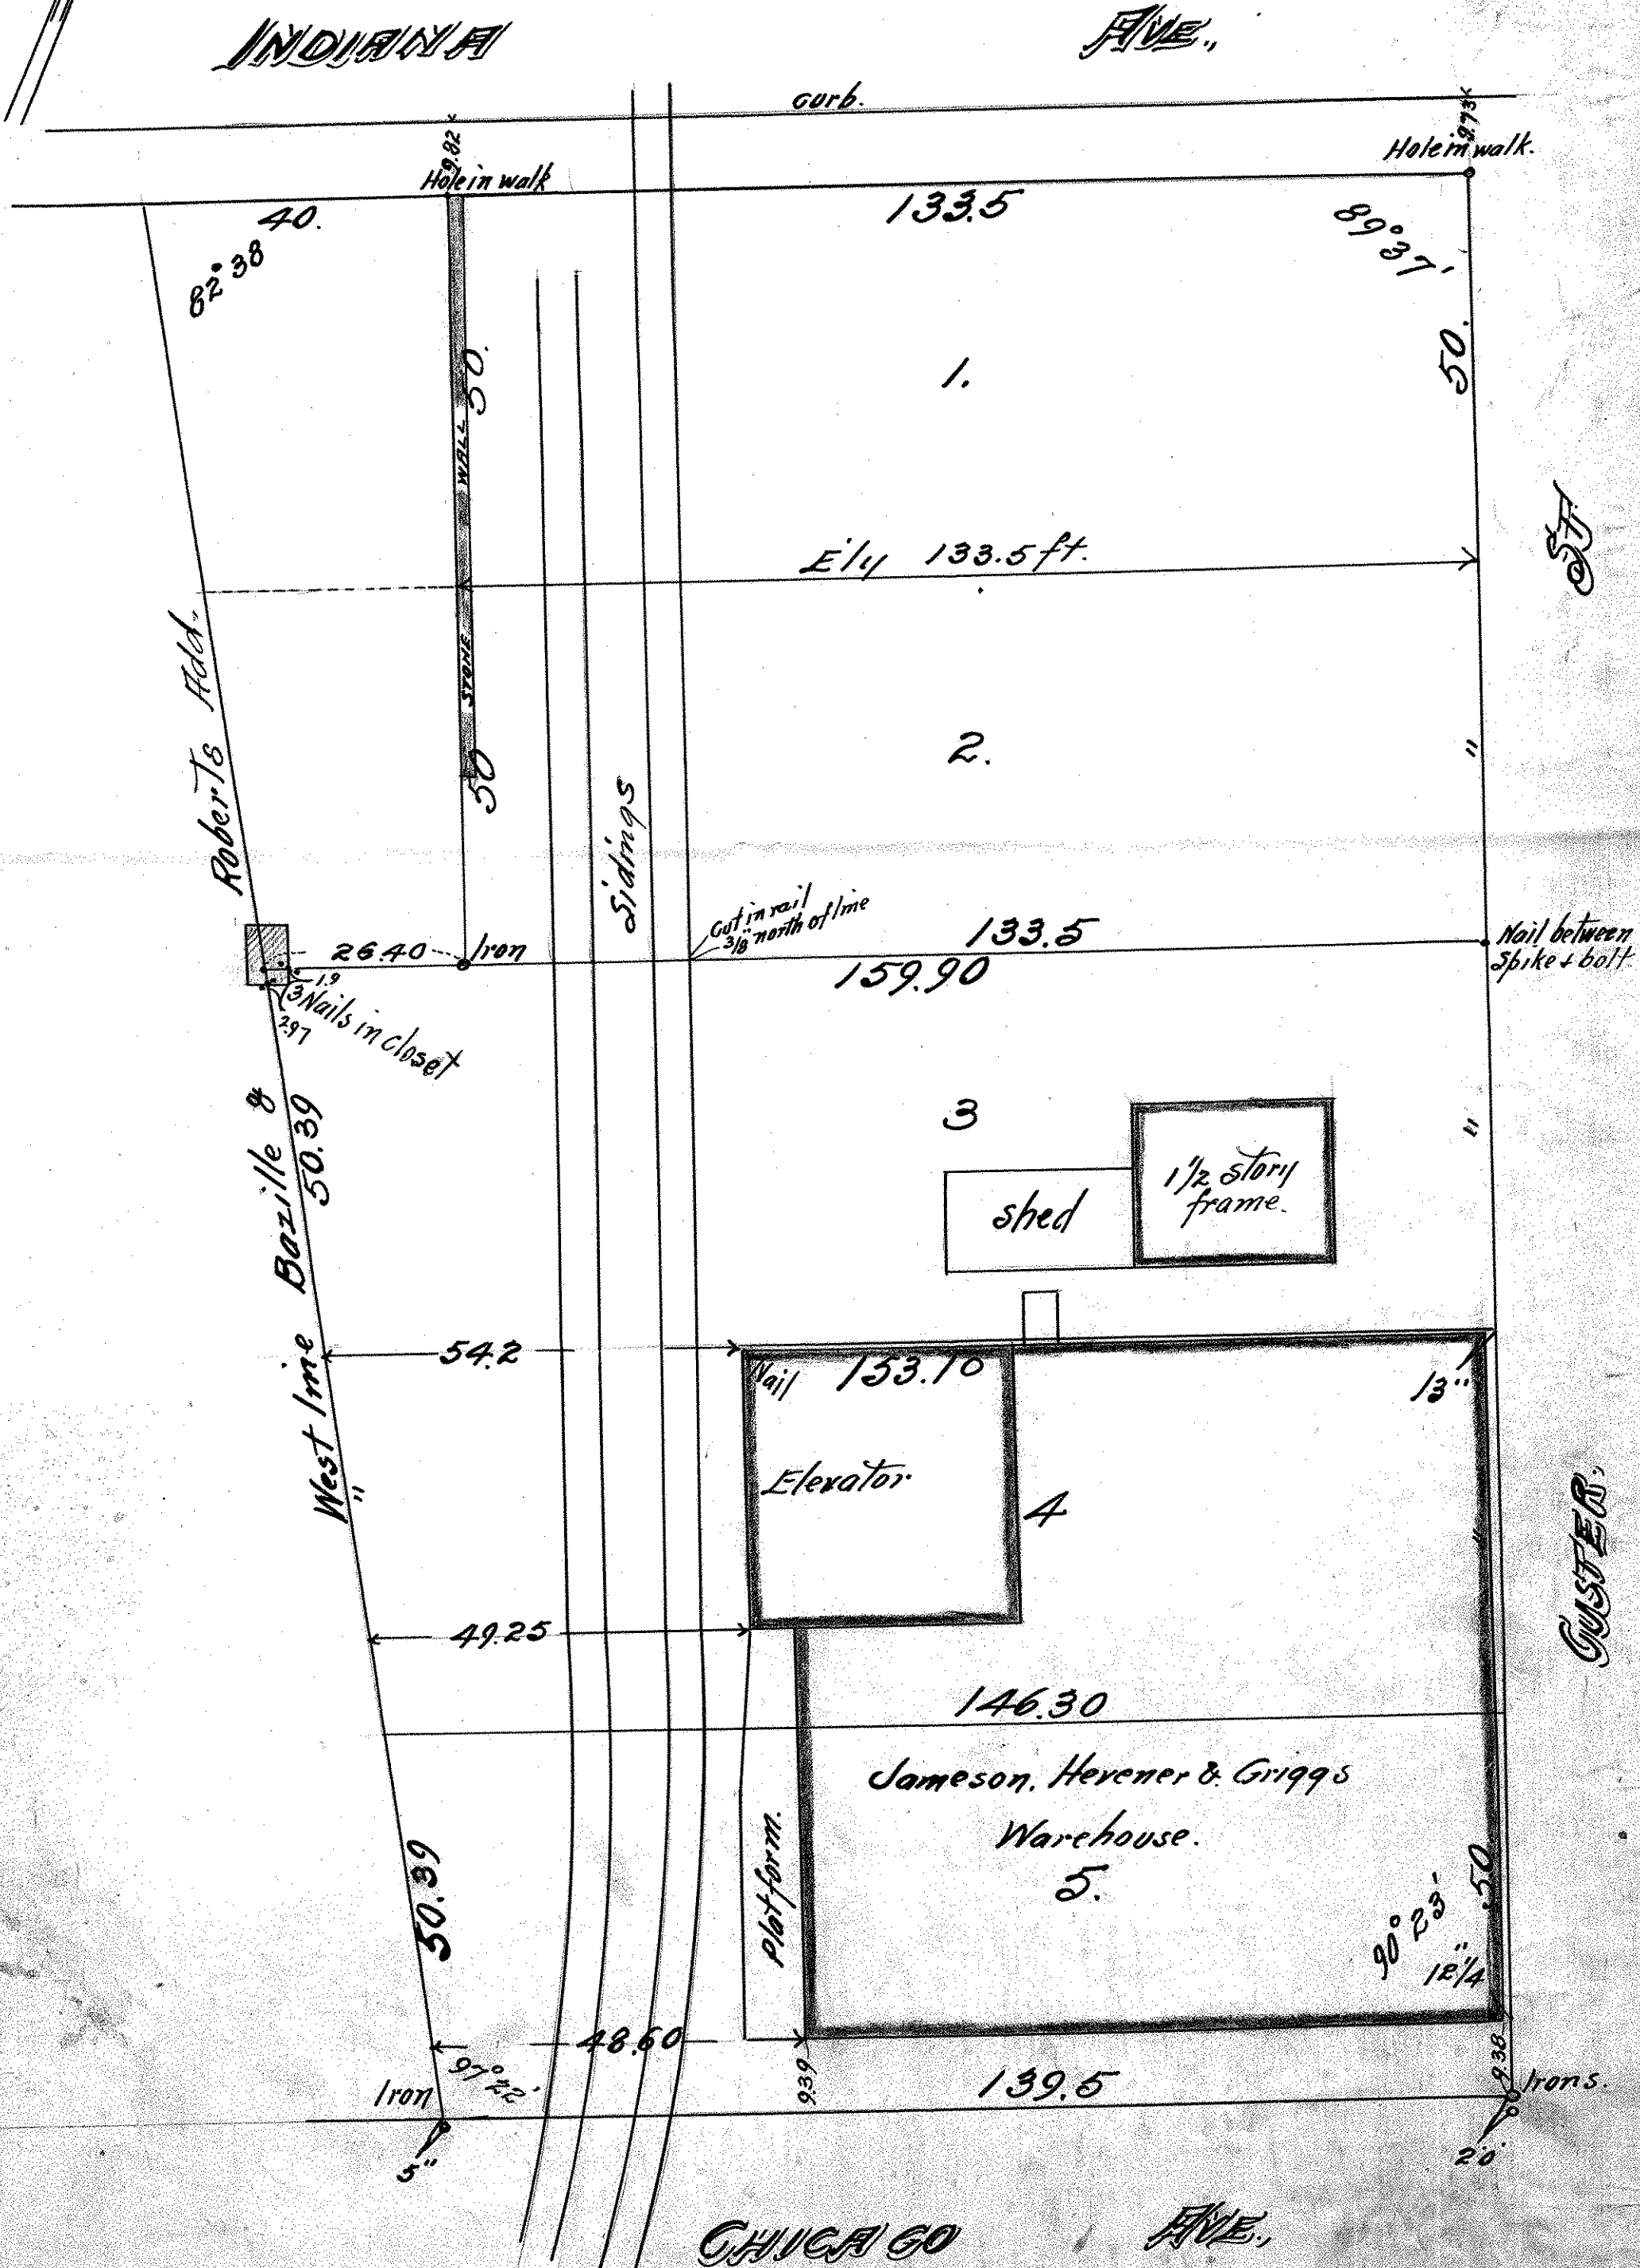 INDIANA AVE.,
curb.
9.82
9.73
Hole in walk
Hole in walk.
40.
133.5
82°38
89°37'
50.
50.
1.
WALL
E'ly 133.5 ft.
ST.
STONE
Roberts Add.
2.
"
50
Sidings
Cut in rail
3/8" north of line
133.5
Nail between
Spike & bolt
26.40
Iron
159.90
1.9
3 Nails in closet
2.97
West line Bazille &
50.39
3
"
1 1/2 story
frame.
shed
54.2
Nail
153.10
13"
Elevator
4
"
"
CUSTER.,
49.25
146.30
Jameson, Hevener & Griggs
Warehouse.
5.
Platform.
50.39
50
90°23'
12 1/4"
48.60
97°22'
9.39
9.38
Iron
139.5
Irons.
5"
2'0'
CHICAGO AVE.,